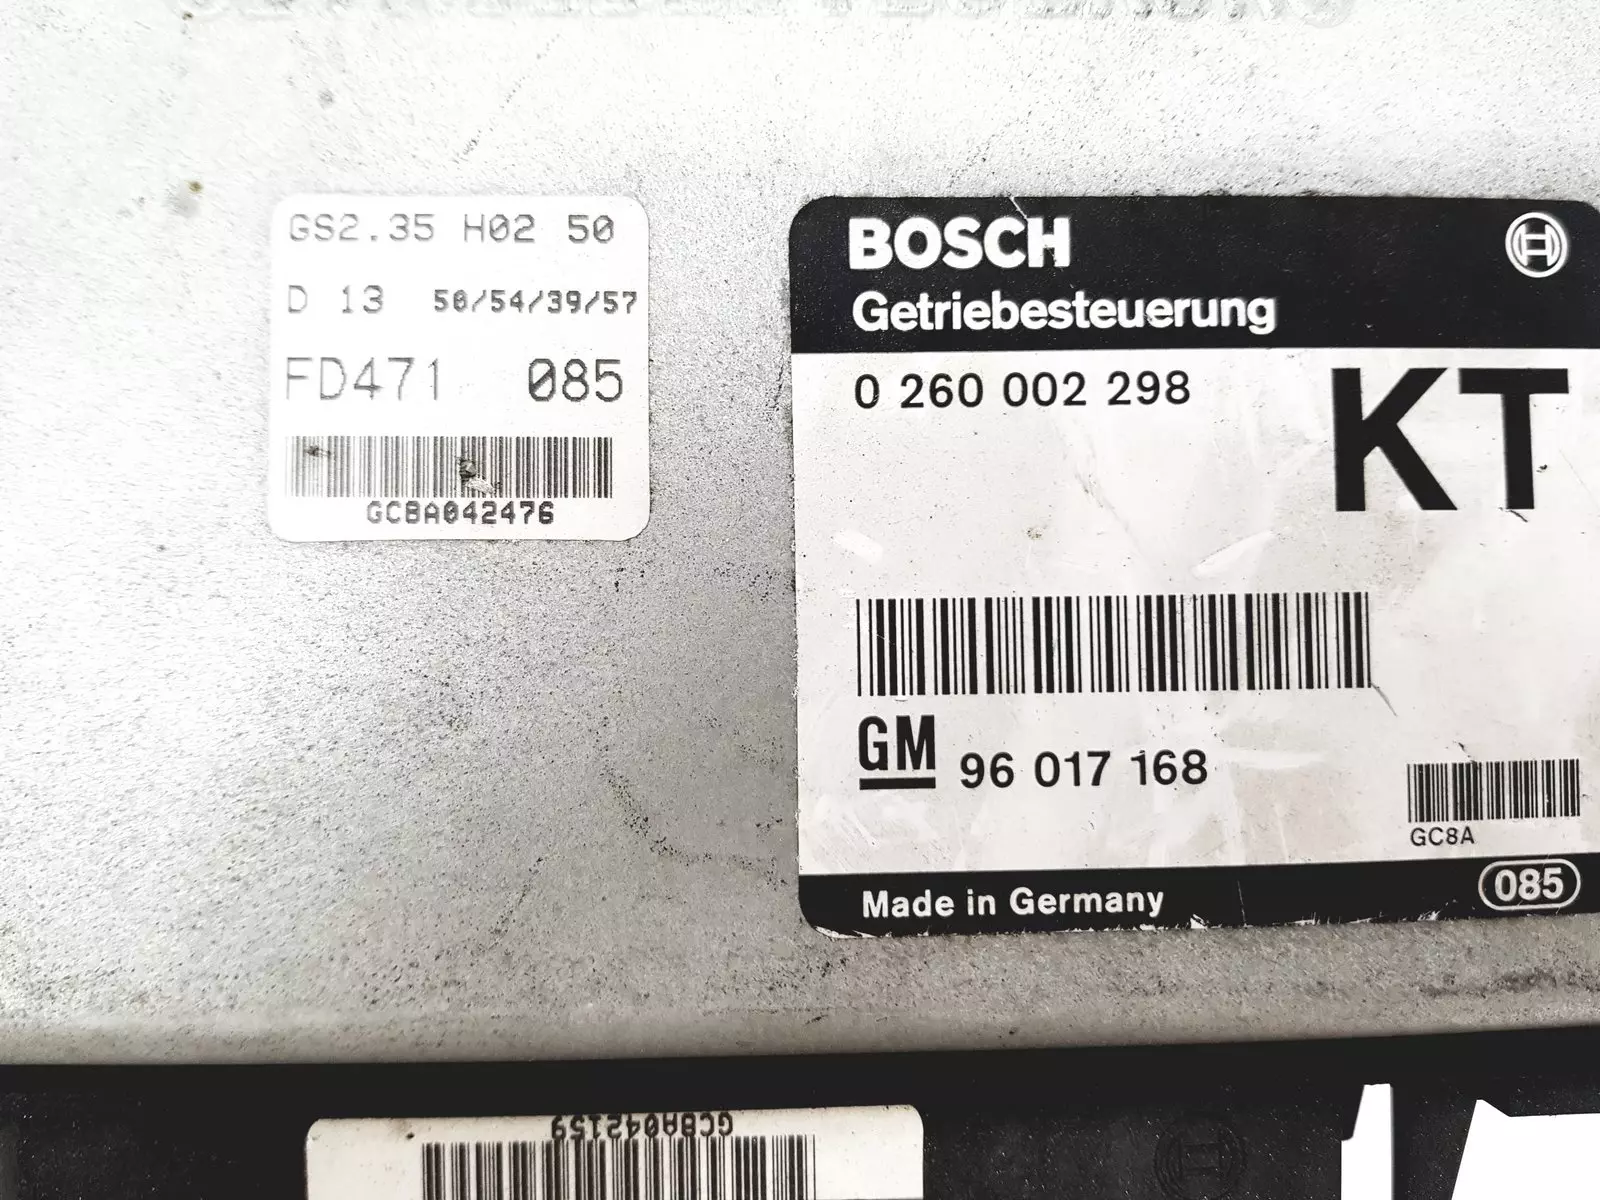 GS2.35 H02 50
D 13 50/54/39/57
FD471 085
GC8A042476
BOSCH
Getriebesteuerung
0 260 002 298
KT
GM 96 017 168
GC8A
Made in Germany
085
GC8A042159